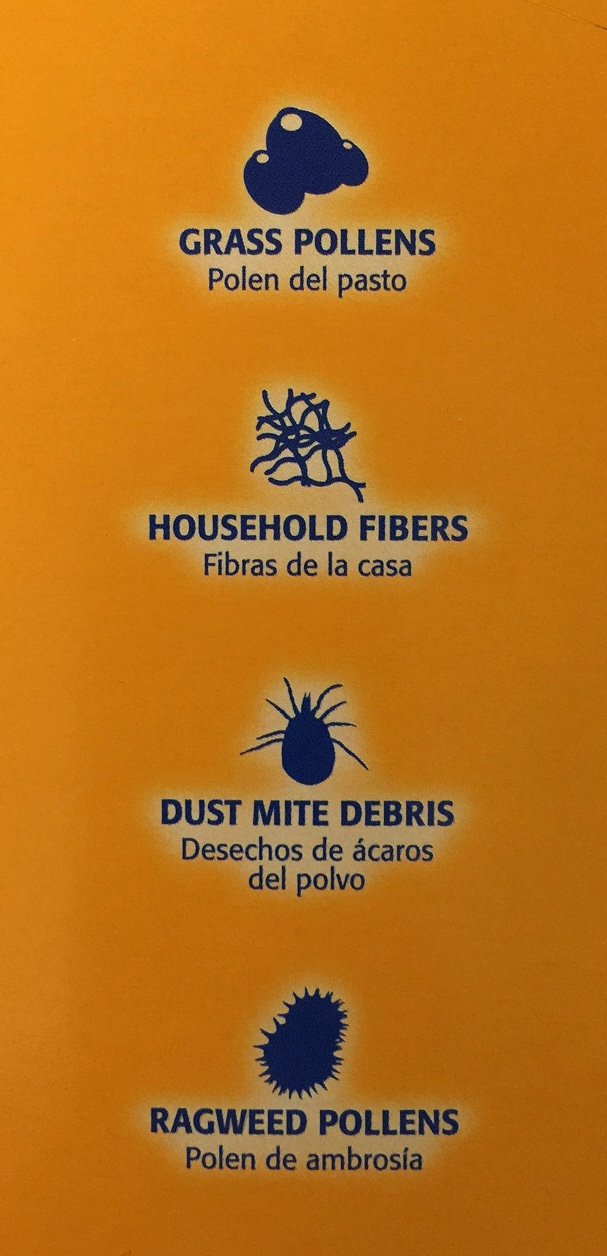 GRASS POLLENS
Polen del pasto
HOUSEHOLD FIBERS
Fibras de la casa
DUST MITE DEBRIS
Desechos de ácaros
del polvo
RAGWEED POLLENS
Polen de ambrosía